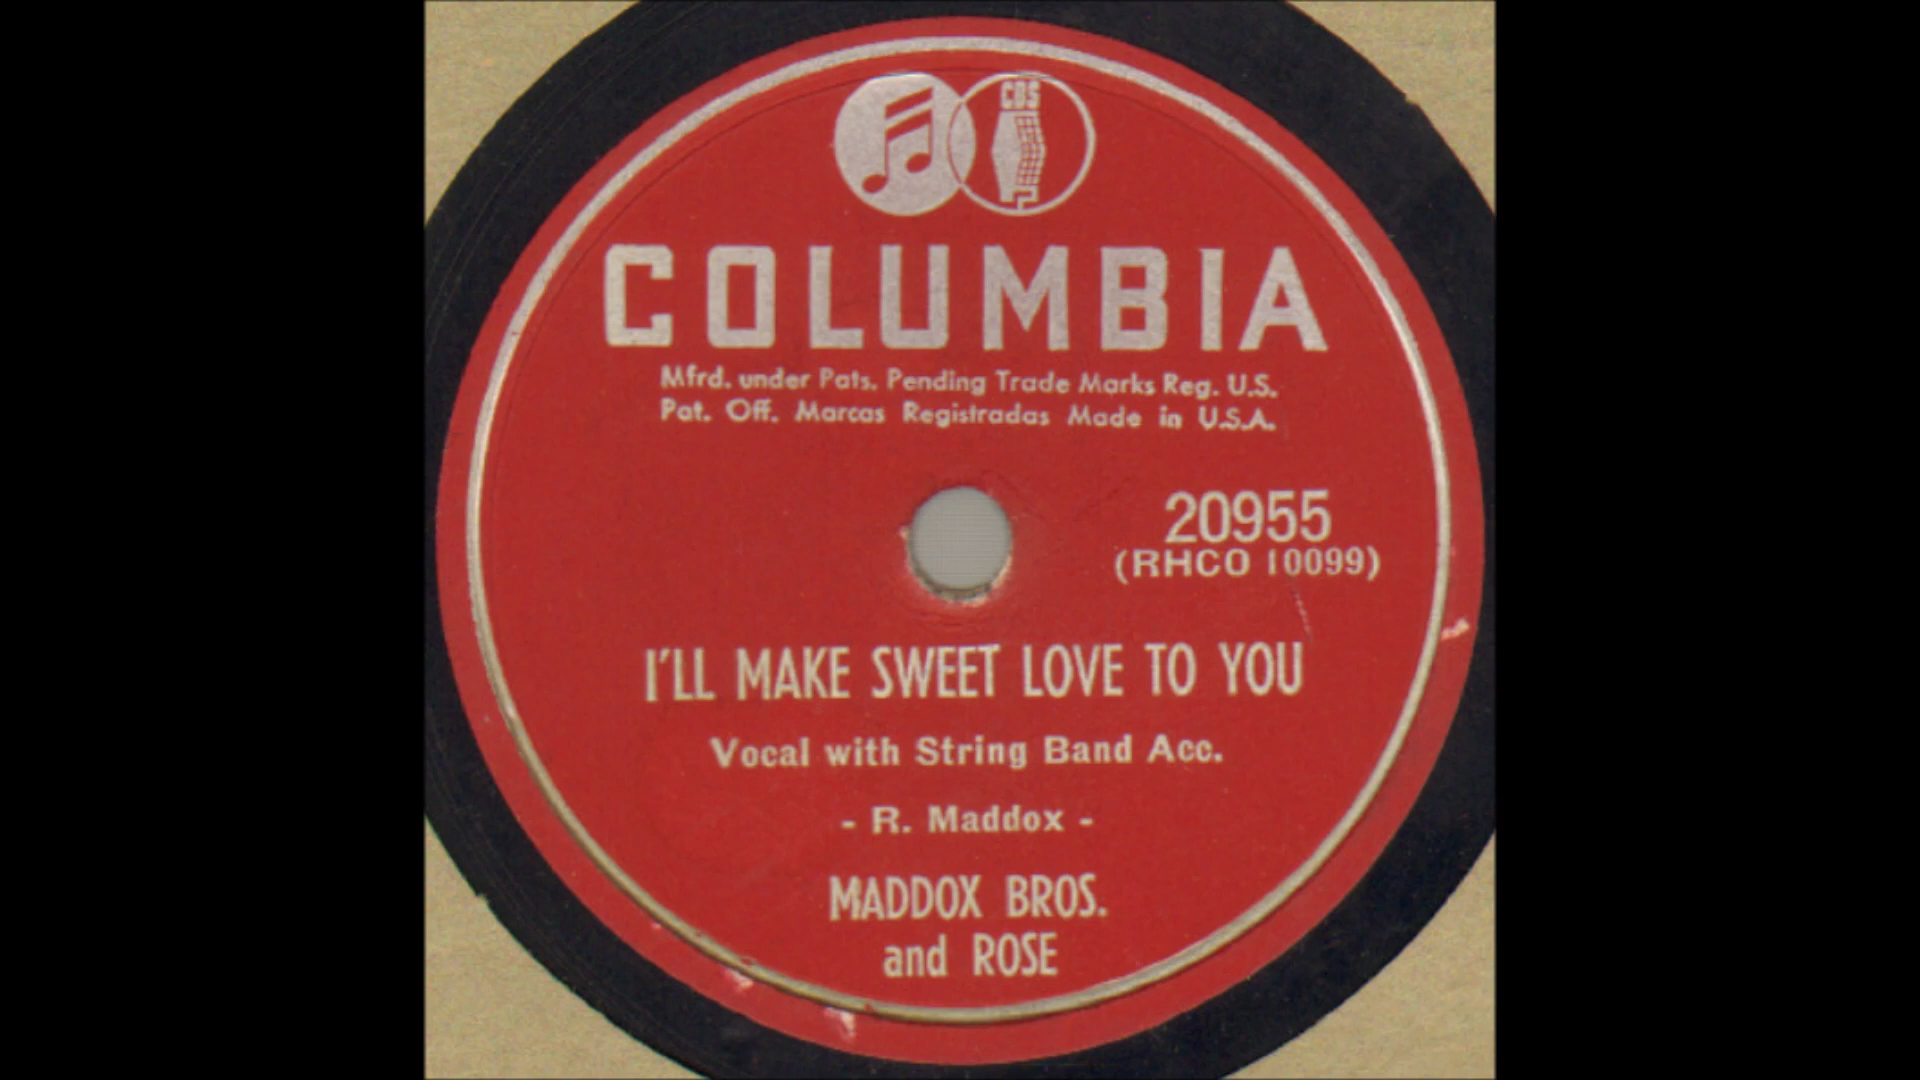 CBS
COLUMBIA
Mfrd. under Pats. Pending Trade Marks Reg. U.S.
Pat. Off. Marcas Registradas Made in U.S.A.
20955
(RHCO 10099)
I'LL MAKE SWEET LOVE TO YOU
Vocal with String Band Acc.
- R. Maddox -
MADDOX BROS.
and ROSE